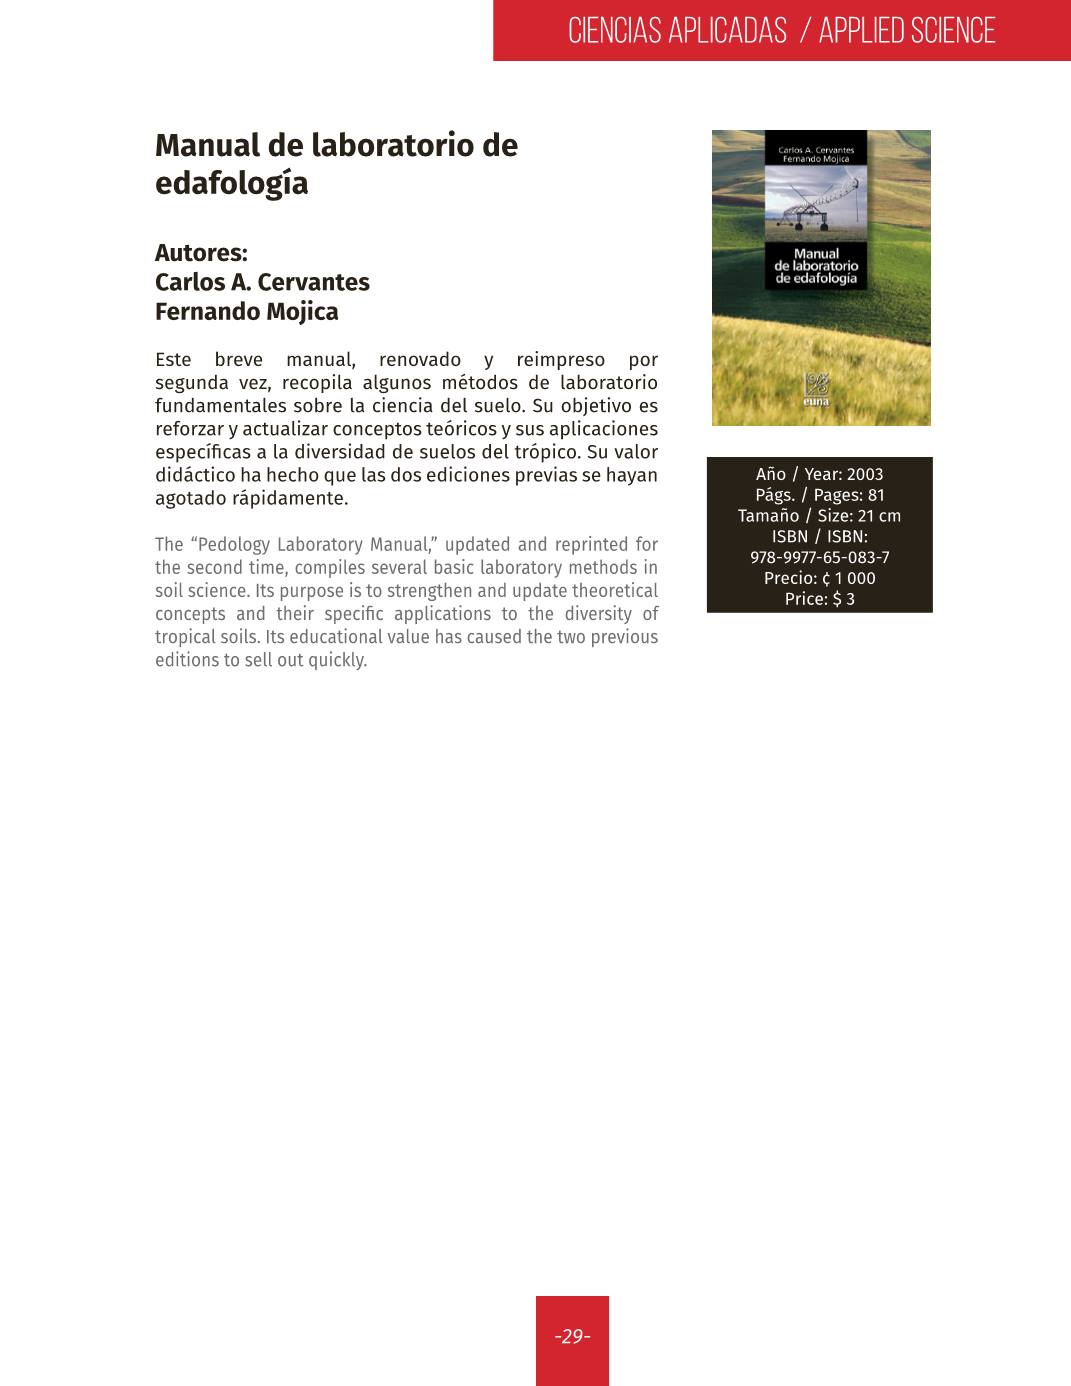 CIENCIAS APLICADAS / APPLIED SCIENCE
Manual de laboratorio de
edafología
Autores:
Carlos A. Cervantes
Fernando Mojica
Este breve manual, renovado y reimpreso por
segunda vez, recopila algunos métodos de laboratorio
fundamentales sobre la ciencia del suelo. Su objetivo es
reforzar y actualizar conceptos teóricos y sus aplicaciones
específicas a la diversidad de suelos del trópico. Su valor
didáctico ha hecho que las dos ediciones previas se hayan
agotado rápidamente.
The “Pedology Laboratory Manual,” updated and reprinted for
the second time, compiles several basic laboratory methods in
soil science. Its purpose is to strengthen and update theoretical
concepts and their specific applications to the diversity of
tropical soils. Its educational value has caused the two previous
editions to sell out quickly.
Carlos A. Cervantes
Fernando Mojica
Manual
de laboratorio
de edafología
euna
Año / Year: 2003
Págs. / Pages: 81
Tamaño / Size: 21 cm
ISBN / ISBN:
978-9977-65-083-7
Precio: ¢ 1 000
Price: $ 3
-29-